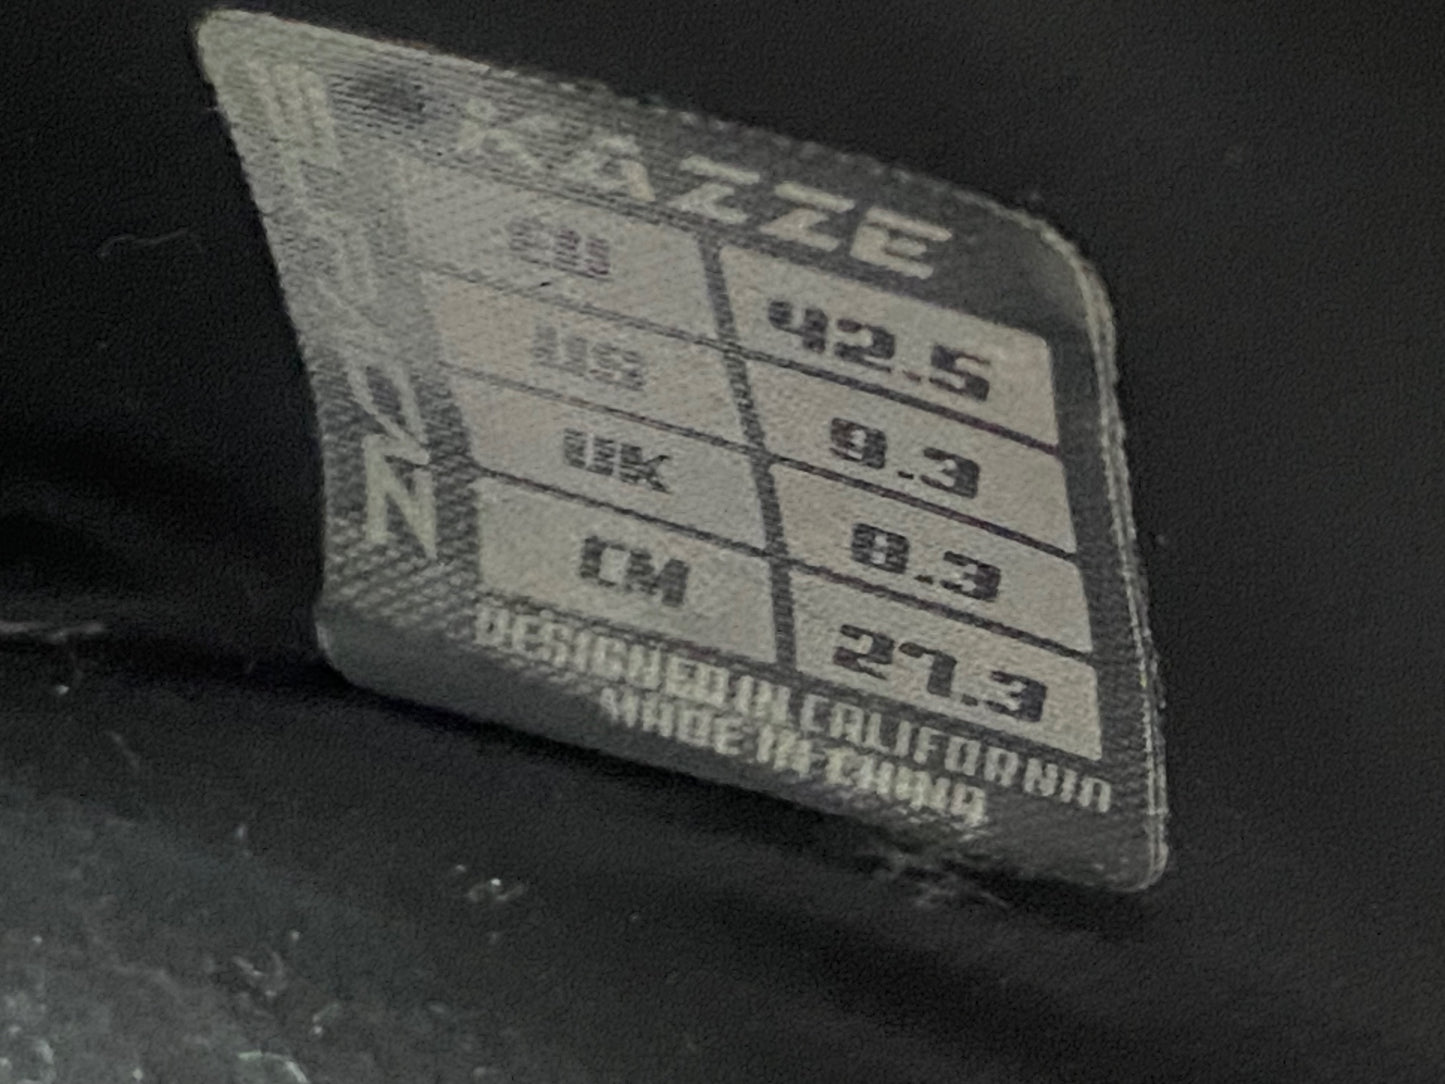 KAZZE
EU 42.5
US 9.3
UK 8.3
CM 27.3
DESIGNED IN CALIFORNIA
MADE IN CHINA